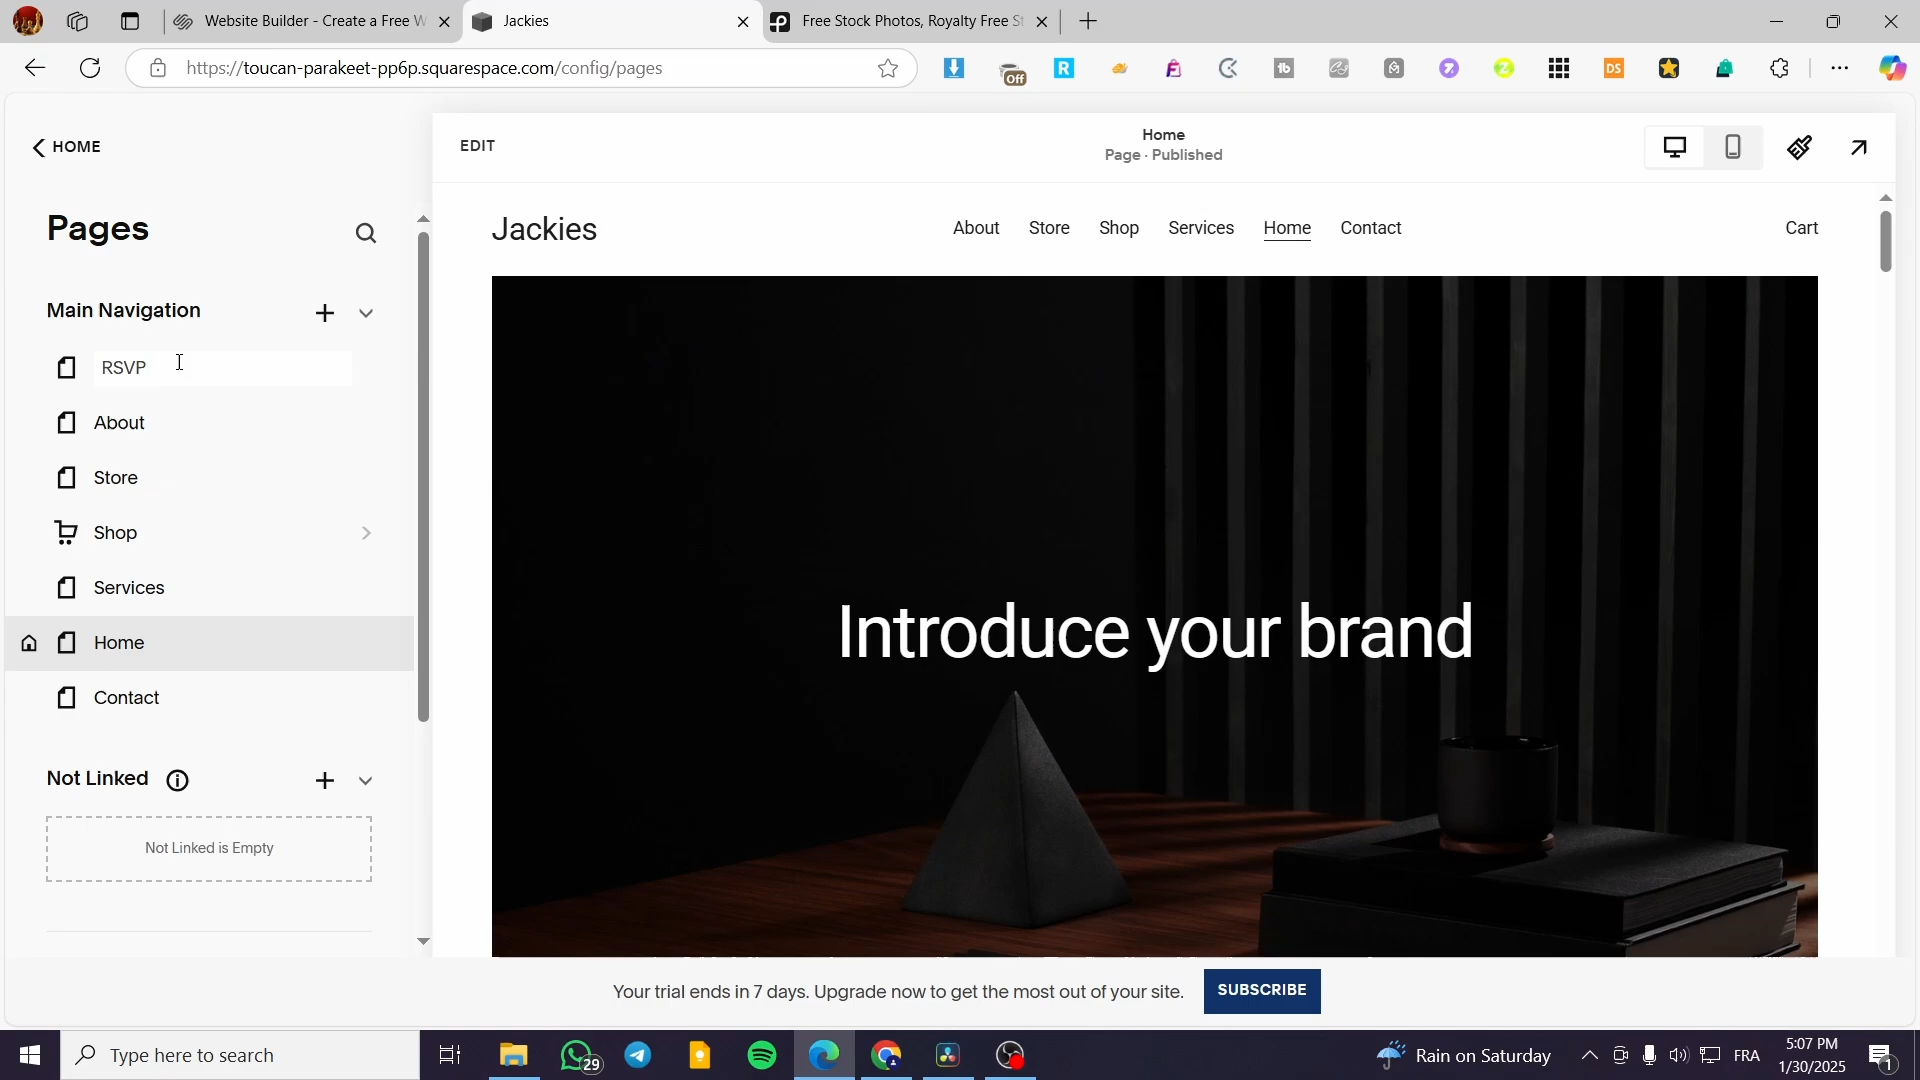 Website Builder - Create a Free W
Jackies
Free Stock Photos, Royalty Free St
https://toucan-parakeet-pp6p.squarespace.com/config/pages
Off
HOME
EDIT
Home
Page · Published
Pages
Jackies
About
Store
Shop
Services
Home
Contact
Cart
Main Navigation
RSVP
About
Store
Shop
Services
Home
Contact
Introduce your brand
Not Linked
Not Linked is Empty
Your trial ends in 7 days. Upgrade now to get the most out of your site.
SUBSCRIBE
Type here to search
29
Rain on Saturday
FRA
5:07 PM
1/30/2025
1